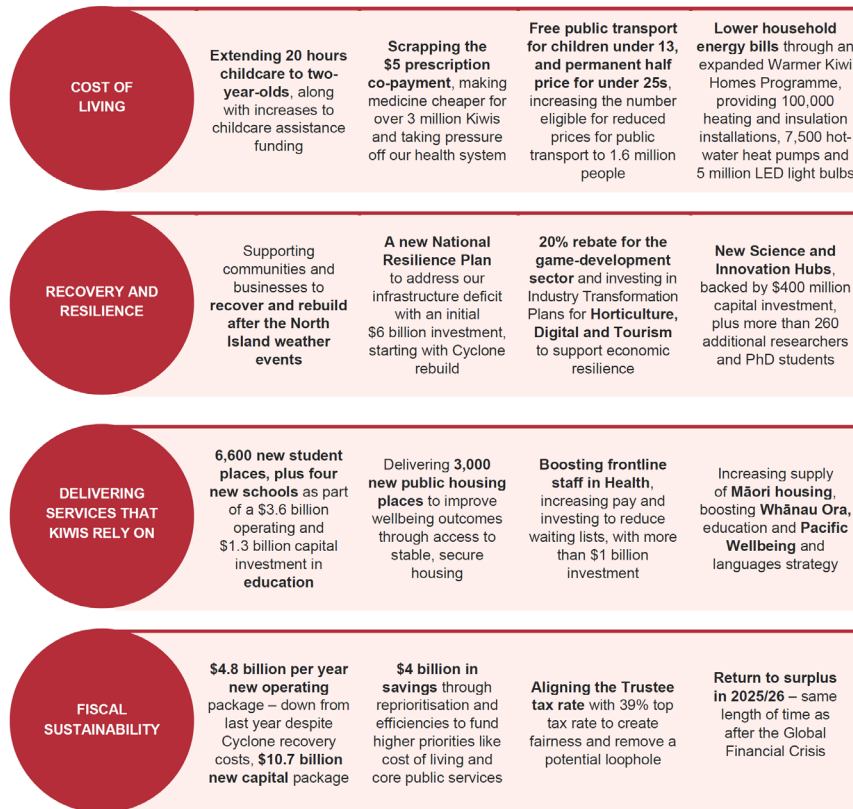 COST OF
LIVING
Extending 20 hours
childcare to two-
year-olds, along
with increases to
childcare assistance
funding
Scrapping the
$5 prescription
co-payment, making
medicine cheaper for
over 3 million Kiwis
and taking pressure
off our health system
Free public transport
for children under 13,
and permanent half
price for under 25s,
increasing the number
eligible for reduced
prices for public
transport to 1.6 million
people
Lower household
energy bills through an
expanded Warmer Kiwi
Homes Programme,
providing 100,000
heating and insulation
installations, 7,500 hot-
water heat pumps and
5 million LED light bulbs
RECOVERY AND
RESILIENCE
Supporting
communities and
businesses to
recover and rebuild
after the North
Island weather
events
A new National
Resilience Plan
to address our
infrastructure deficit
with an initial
$6 billion investment,
starting with Cyclone
rebuild
20% rebate for the
game-development
sector and investing in
Industry Transformation
Plans for Horticulture,
Digital and Tourism
to support economic
resilience
New Science and
Innovation Hubs,
backed by $400 million
capital investment,
plus more than 260
additional researchers
and PhD students
DELIVERING
SERVICES THAT
KIWIS RELY ON
6,600 new student
places, plus four
new schools as part
of a $3.6 billion
operating and
$1.3 billion capital
investment in
education
Delivering 3,000
new public housing
places to improve
wellbeing outcomes
through access to
stable, secure
housing
Boosting frontline
staff in Health,
increasing pay and
investing to reduce
waiting lists, with more
than $1 billion
investment
Increasing supply
of Māori housing,
boosting Whānau Ora,
education and Pacific
Wellbeing and
languages strategy
FISCAL
SUSTAINABILITY
$4.8 billion per year
new operating
package – down from
last year despite
Cyclone recovery
costs, $10.7 billion
new capital package
$4 billion in
savings through
reprioritisation and
efficiencies to fund
higher priorities like
cost of living and
core public services
Aligning the Trustee
tax rate with 39% top
tax rate to create
fairness and remove a
potential loophole
Return to surplus
in 2025/26 – same
length of time as
after the Global
Financial Crisis